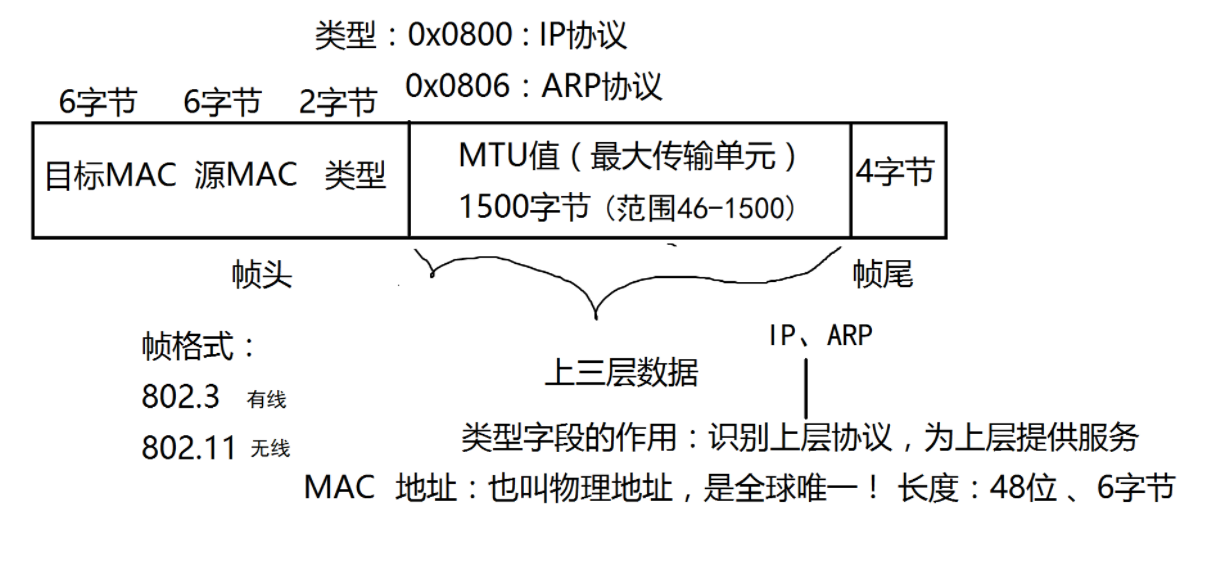 类型：0x0800：IP协议
0x0806：ARP协议
6字节 6字节 2字节
目标MAC 源MAC 类型
MTU值（最大传输单元）
1500字节（范围46-1500）
4字节
帧头
帧尾
帧格式：
802.3 有线
802.11 无线
上三层数据
IP、ARP
类型字段的作用：识别上层协议，为上层提供服务
MAC 地址：也叫物理地址，是全球唯一！ 长度：48位 、6字节